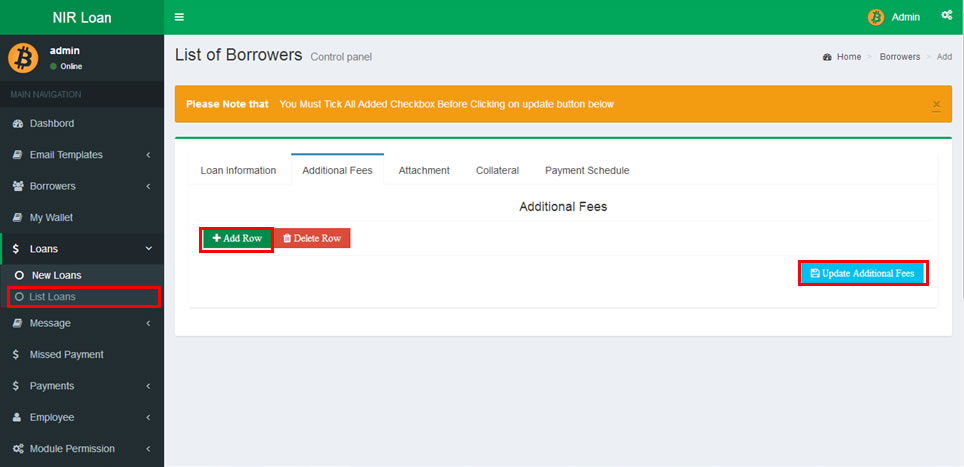 NIR Loan
Admin
admin
Online
MAIN NAVIGATION
Dashbord
Email Templates
Borrowers
My Wallet
$ Loans
New Loans
List Loans
Message
$ Missed Payment
$ Payments
Employee
Module Permission
List of Borrowers Control panel
Home > Borrowers > Add
Please Note that You Must Tick All Added Checkbox Before Clicking on update button below ×
Loan Information Additional Fees Attachment Collateral Payment Schedule
Additional Fees
Add Row Delete Row
Update Additional Fees